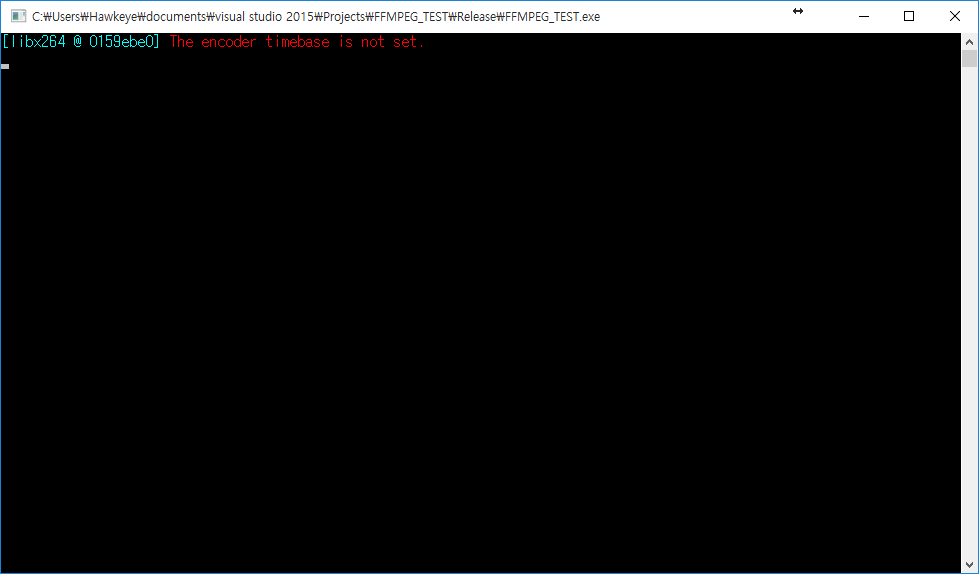 C:₩Users₩Hawkeye₩documents₩visual studio 2015₩Projects₩FFMPEG_TEST₩Release₩FFMPEG_TEST.exe
[libx264 @ 0159ebe0] The encoder timebase is not set.